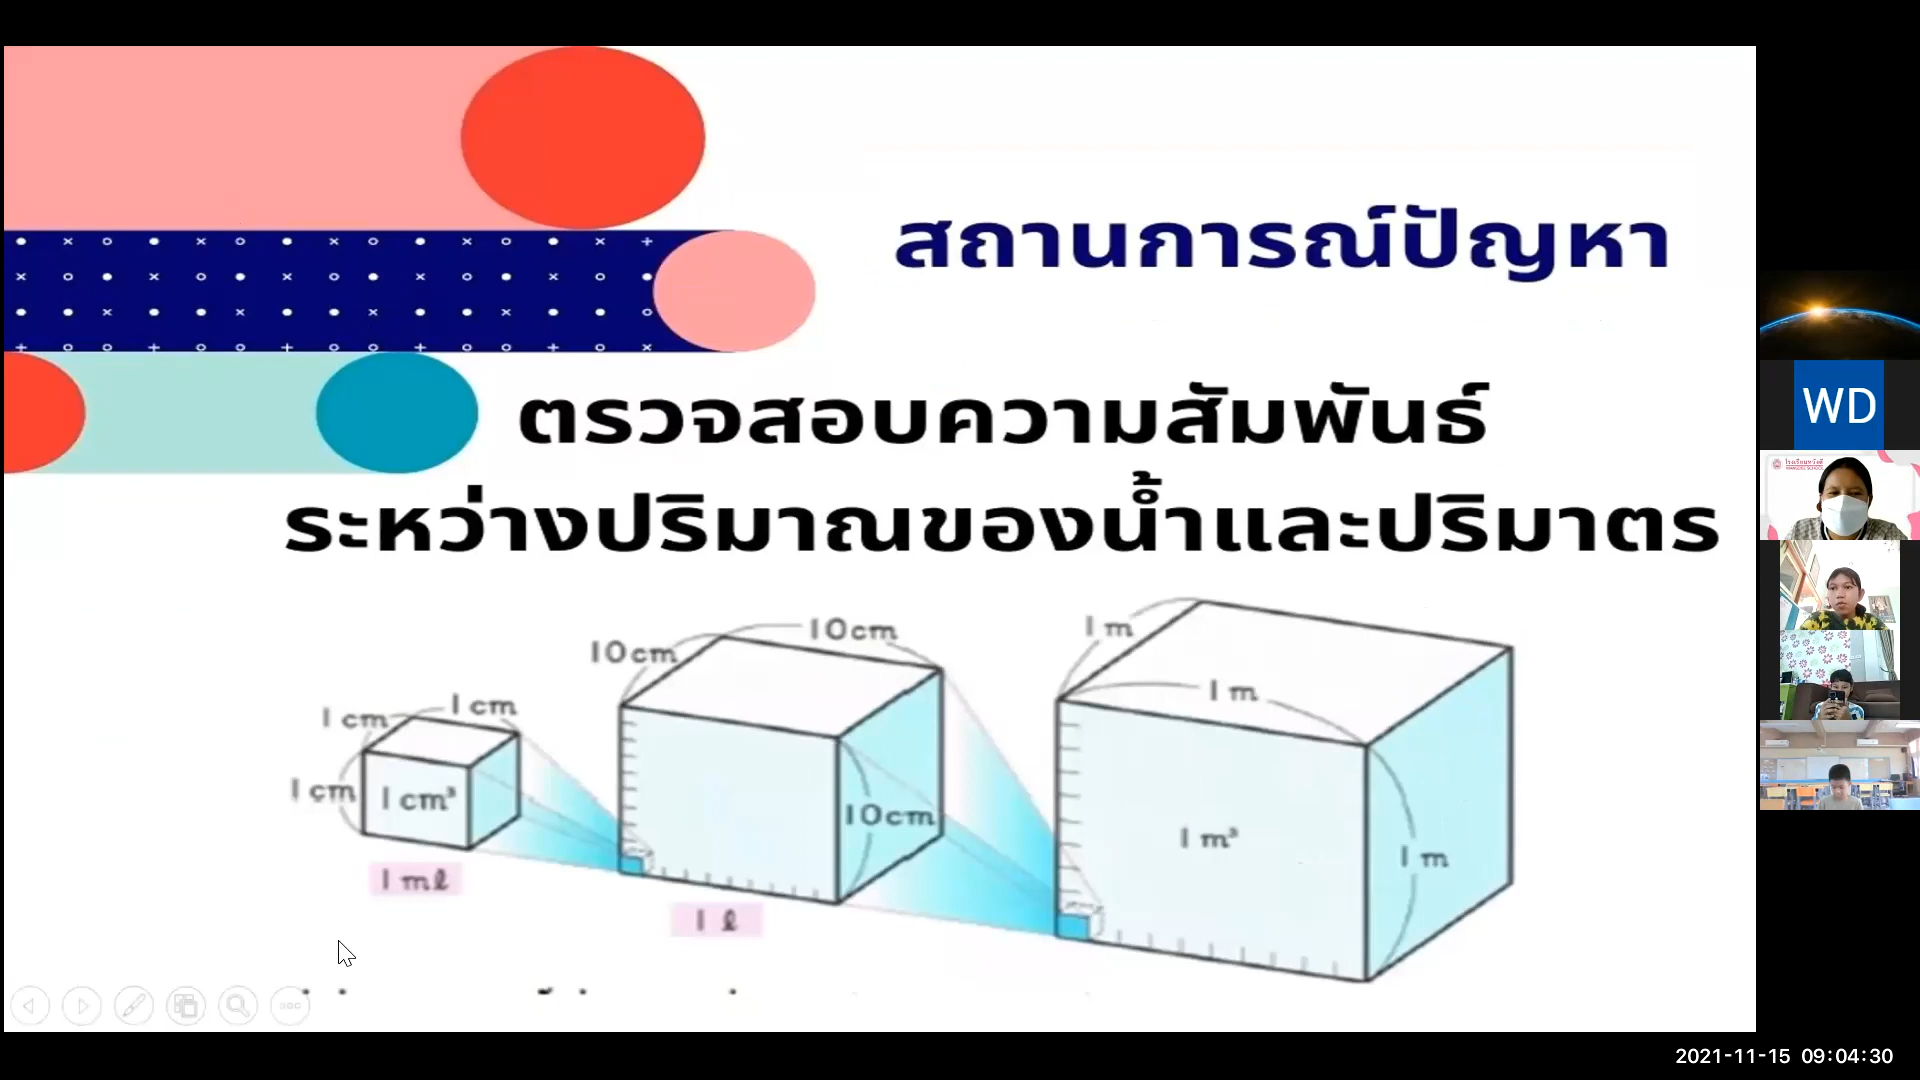 สถานการณ์ปัญหา
ตรวจสอบความสัมพันธ์
ระหว่างปริมาณของน้ำและปริมาตร
1 cm
1 cm
1 cm
1 cm³
1 mℓ
10cm
10cm
10cm
1 ℓ
1 m
1 m
1 m³
1 m
WD
2021-11-15 09:04:30